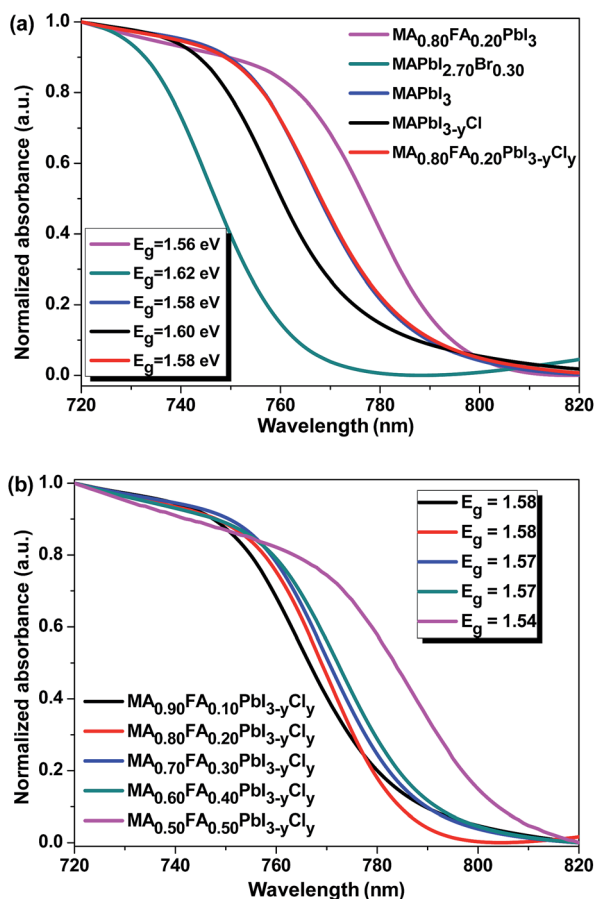 (a)
MA0.80FA0.20PbI3
MAPbI2.70Br0.30
MAPbI3
MAPbI3-yCl
MA0.80FA0.20PbI3-yCly
Eg=1.56 eV
Eg=1.62 eV
Eg=1.58 eV
Eg=1.60 eV
Eg=1.58 eV
Normalized absorbance (a.u.)
1.0
0.8
0.6
0.4
0.2
0.0
720 740 760 780 800 820
Wavelength (nm)
(b)
Eg = 1.58
Eg = 1.58
Eg = 1.57
Eg = 1.57
Eg = 1.54
MA0.90FA0.10PbI3-yCly
MA0.80FA0.20PbI3-yCly
MA0.70FA0.30PbI3-yCly
MA0.60FA0.40PbI3-yCly
MA0.50FA0.50PbI3-yCly
Normalized absorbance (a.u.)
1.0
0.8
0.6
0.4
0.2
0.0
720 740 760 780 800 820
Wavelength (nm)